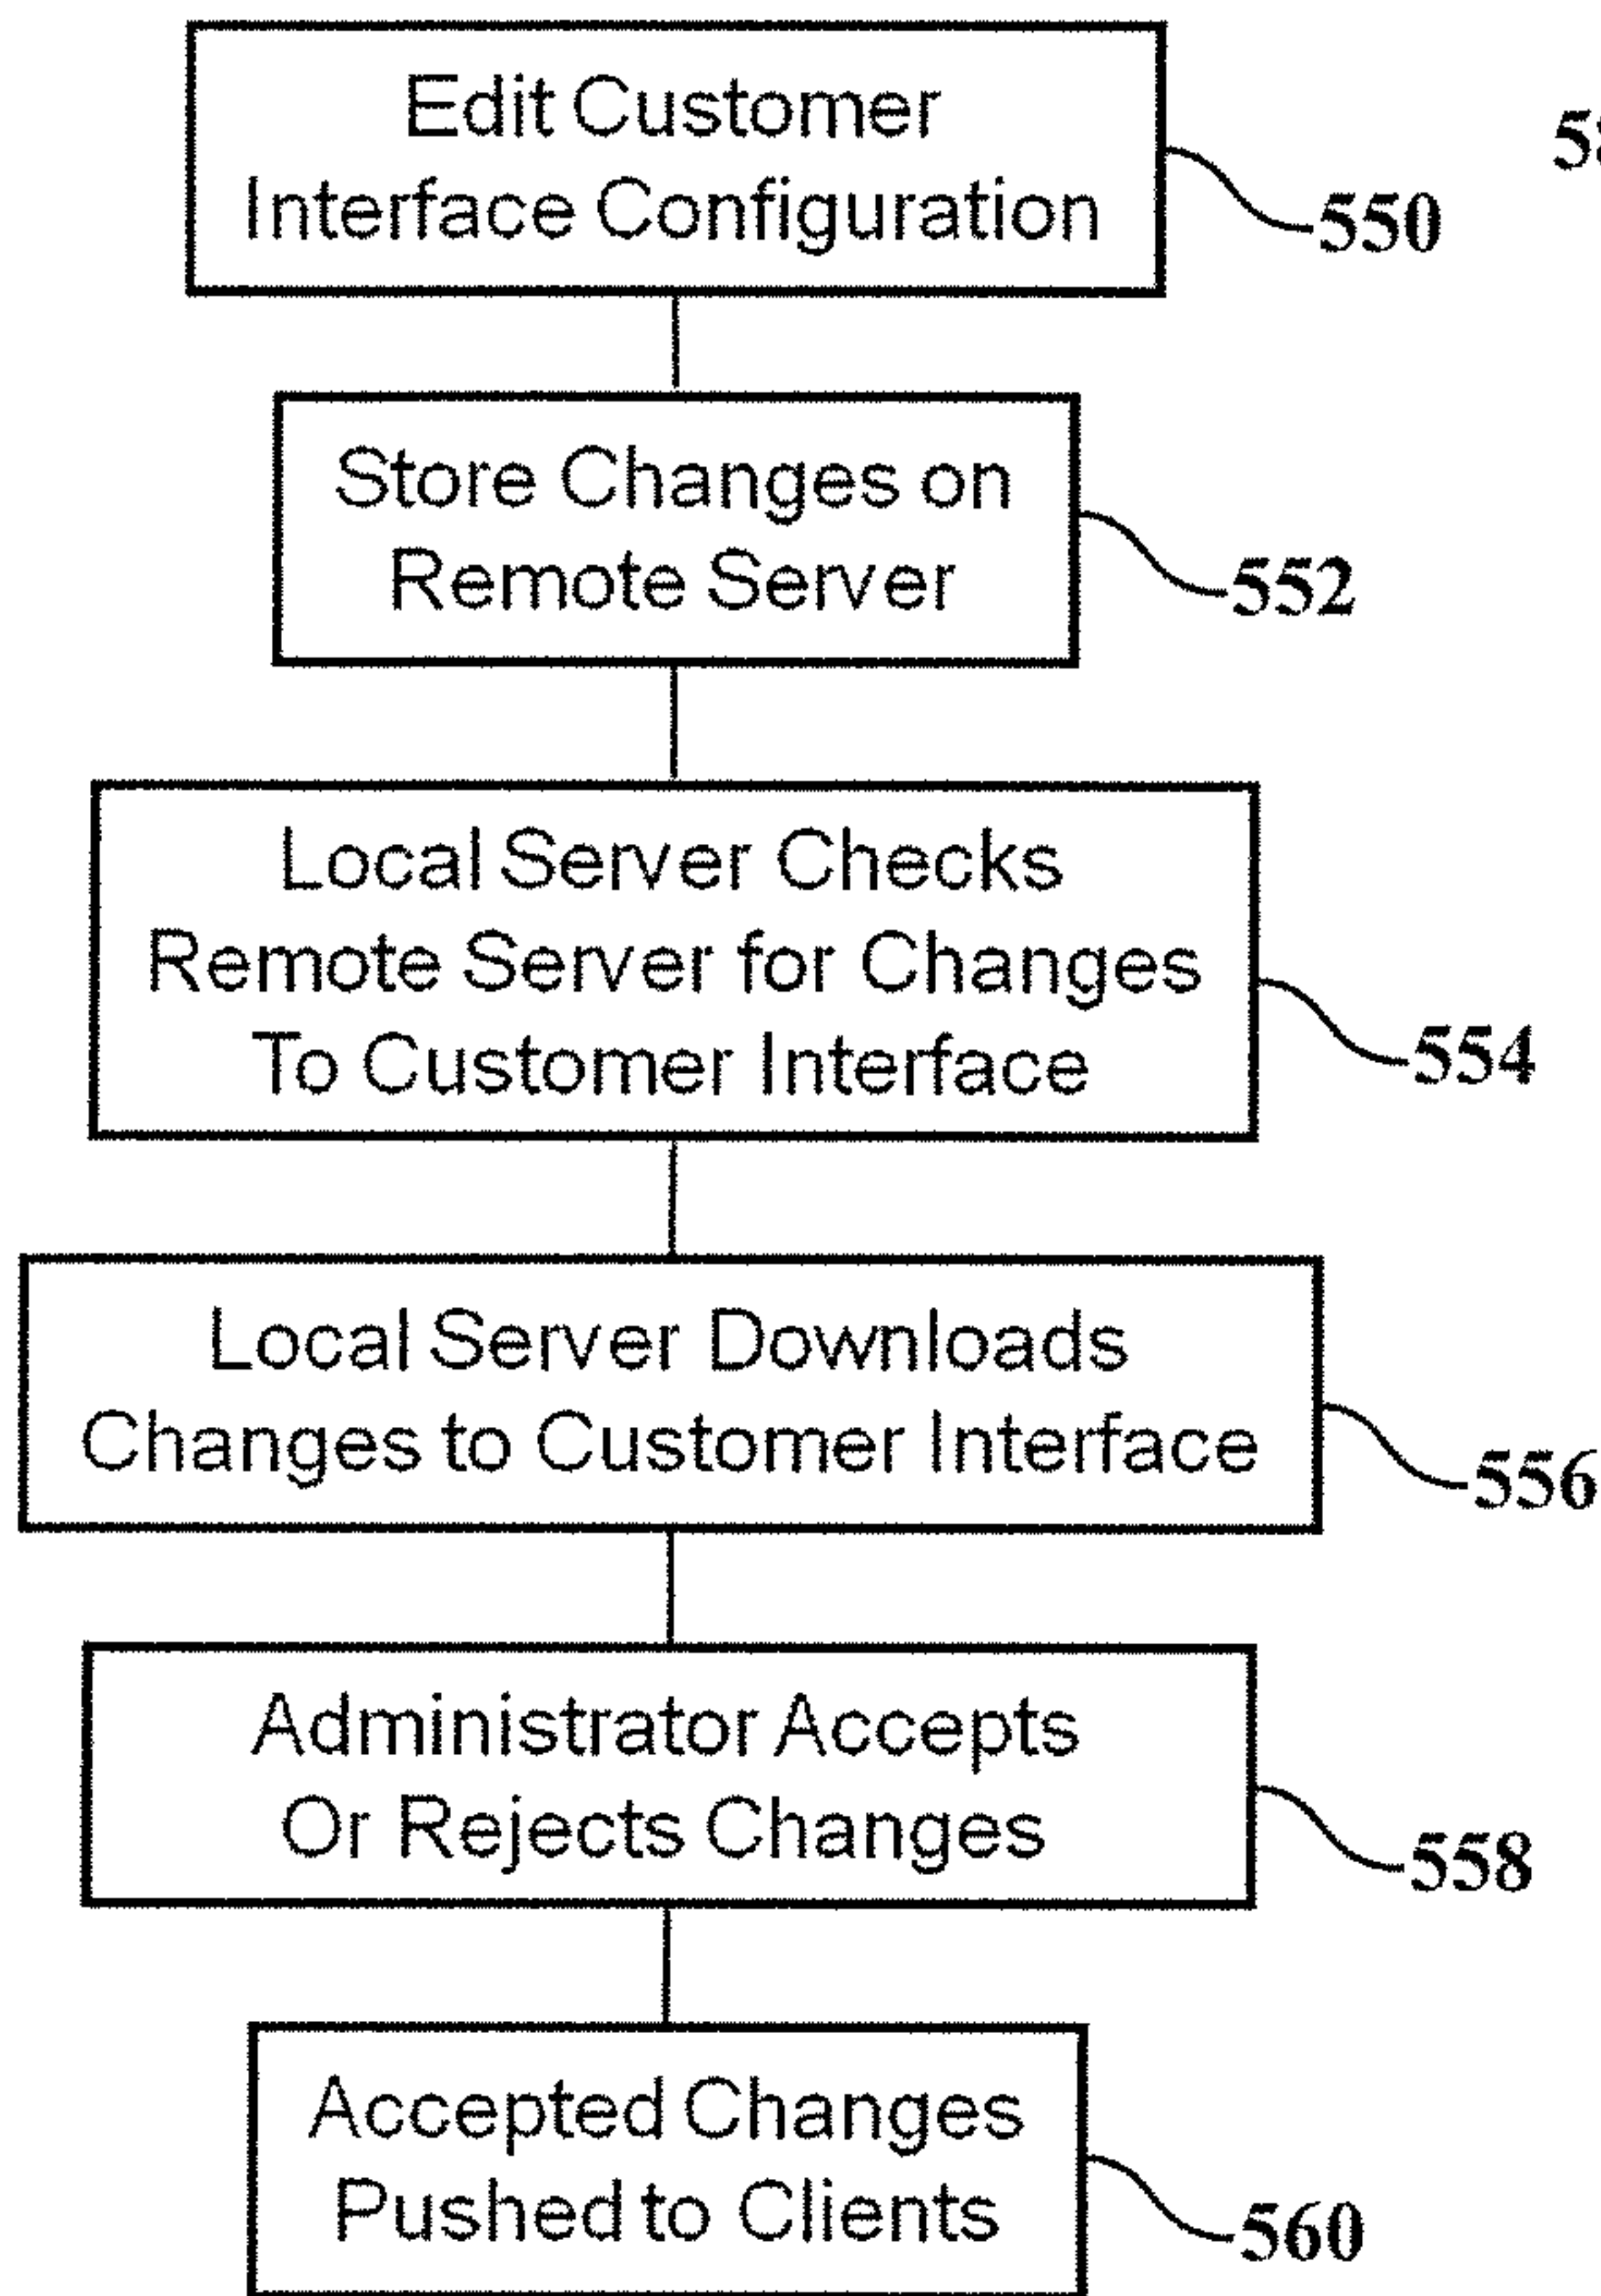 Edit Customer
Interface Configuration
550
Store Changes on
Remote Server
552
Local Server Checks
Remote Server for Changes
To Customer Interface
554
Local Server Downloads
Changes to Customer Interface
556
Administrator Accepts
Or Rejects Changes
558
Accepted Changes
Pushed to Clients
560